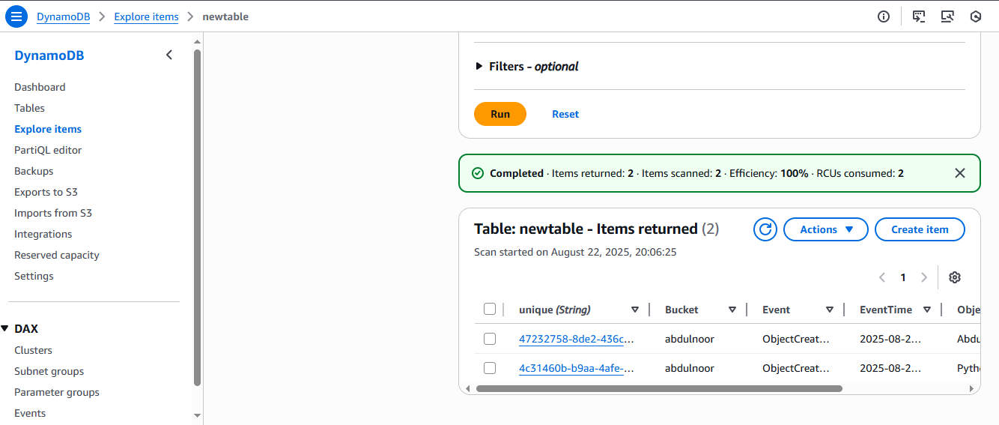 DynamoDB > Explore items > newtable
DynamoDB
Dashboard
Tables
Explore items
PartiQL editor
Backups
Exports to S3
Imports from S3
Integrations
Reserved capacity
Settings
DAX
Clusters
Subnet groups
Parameter groups
Events
Filters - optional
Run Reset
Completed · Items returned: 2 · Items scanned: 2 · Efficiency: 100% · RCUs consumed: 2
Table: newtable - Items returned (2)
Actions Create item
Scan started on August 22, 2025, 20:06:25
1
unique (String) Bucket Event EventTime Obje
47232758-8de2-436c... abdulnoor ObjectCreat... 2025-08-2... Abdu
4c31460b-b9aa-4afe-... abdulnoor ObjectCreat... 2025-08-2... Pytho